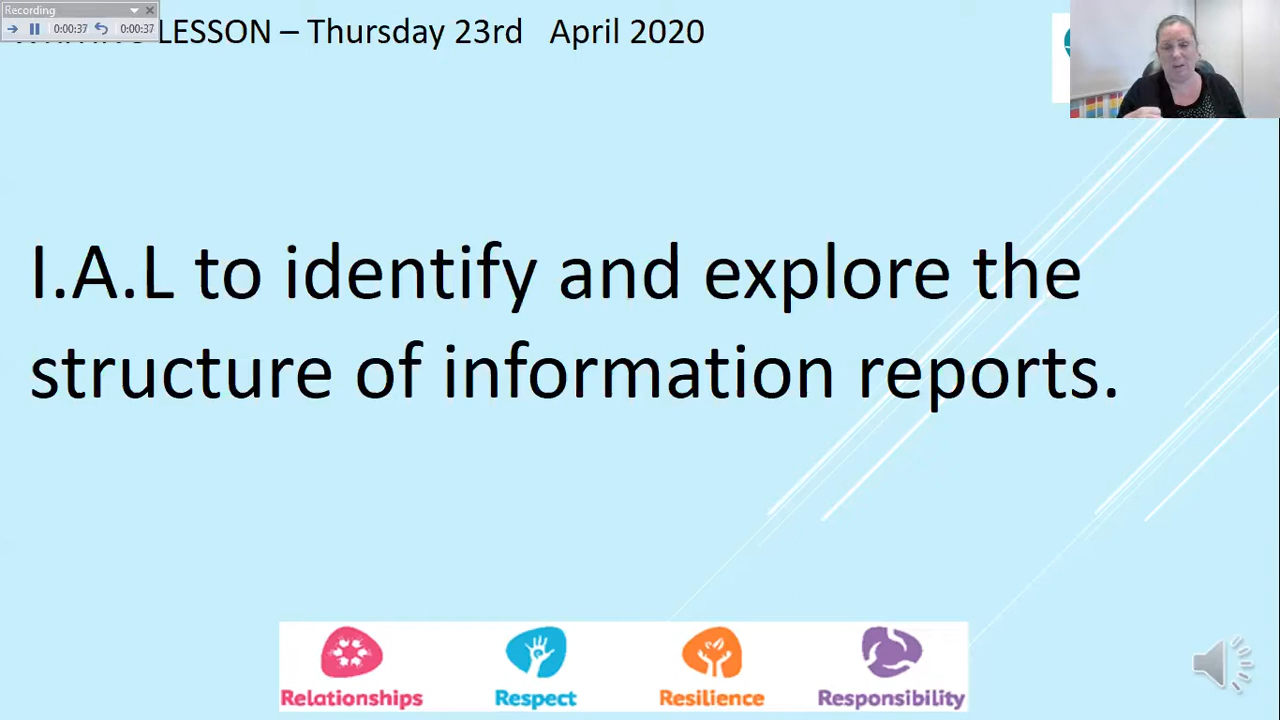 Recording
0:00:37
0:00:37
LESSON – Thursday 23rd April 2020
I.A.L to identify and explore the
structure of information reports.
Relationships
Respect
Resilience
Responsibility